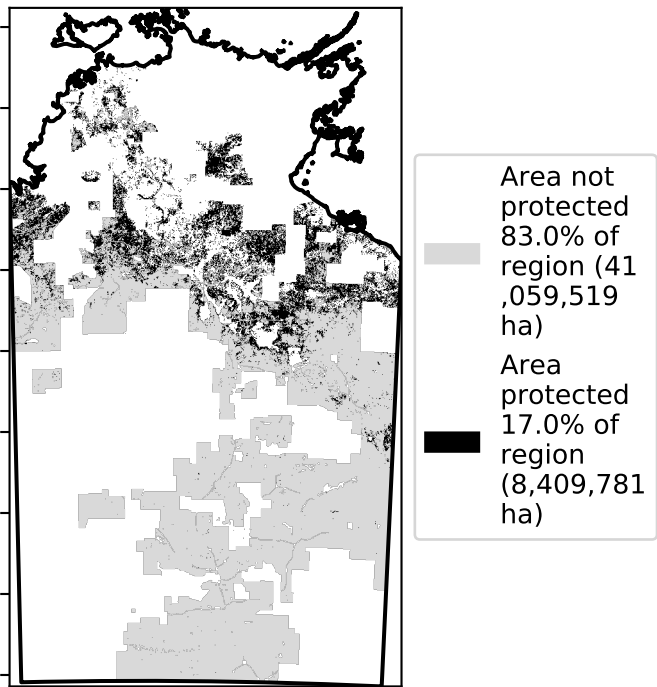 Area not
protected
83.0% of
region (41
,059,519
ha)
Area
protected
17.0% of
region
(8,409,781
ha)